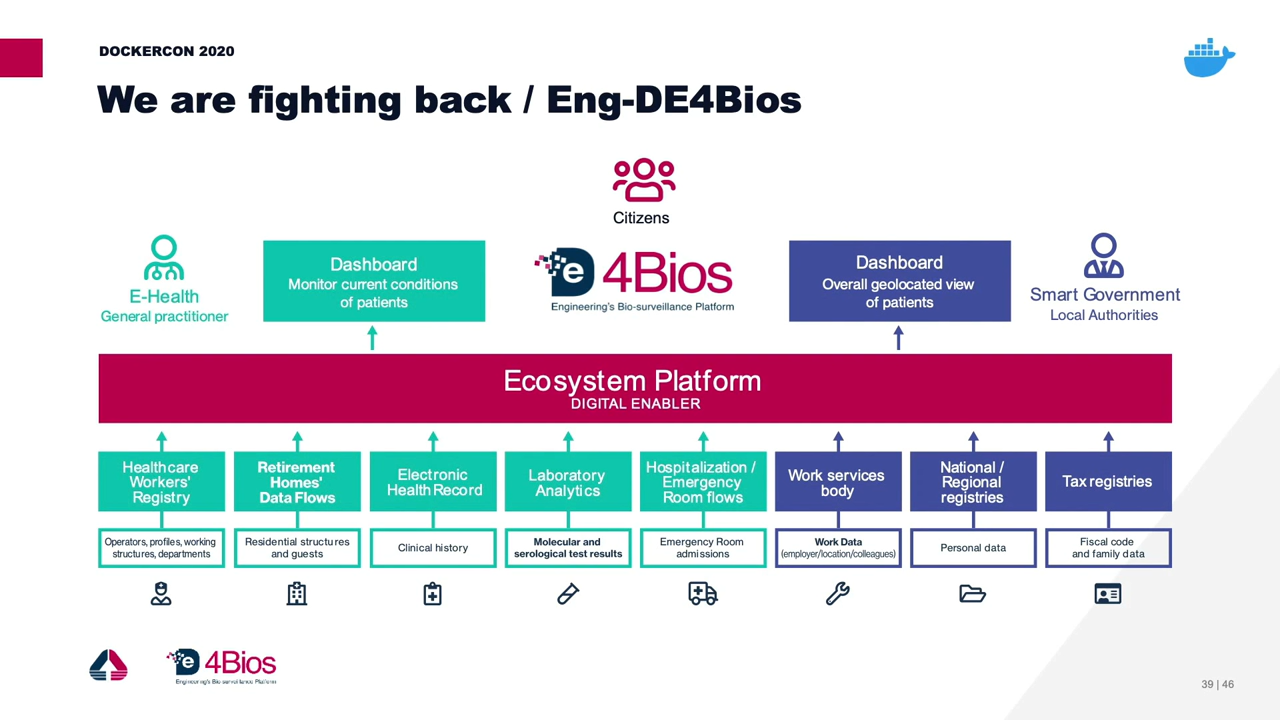 DOCKERCON 2020
We are fighting back / Eng-DE4Bios
Citizens
E-Health
General practitioner
Dashboard
Monitor current conditions
of patients
e 4Bios
Engineering's Bio-surveillance Platform
Dashboard
Overall geolocated view
of patients
Smart Government
Local Authorities
Ecosystem Platform
DIGITAL ENABLER
Healthcare
Workers'
Registry
Retirement
Homes'
Data Flows
Electronic
Health Record
Laboratory
Analytics
Hospitalization /
Emergency
Room flows
Work services
body
National /
Regional
registries
Tax registries
Operators, profiles, working
structures, departments
Residential structures
and guests
Clinical history
Molecular and
serological test results
Emergency Room
admissions
Work Data
(employer/location/colleagues)
Personal data
Fiscal code
and family data
e 4Bios
Engineering's Bio-surveillance Platform
39 | 46